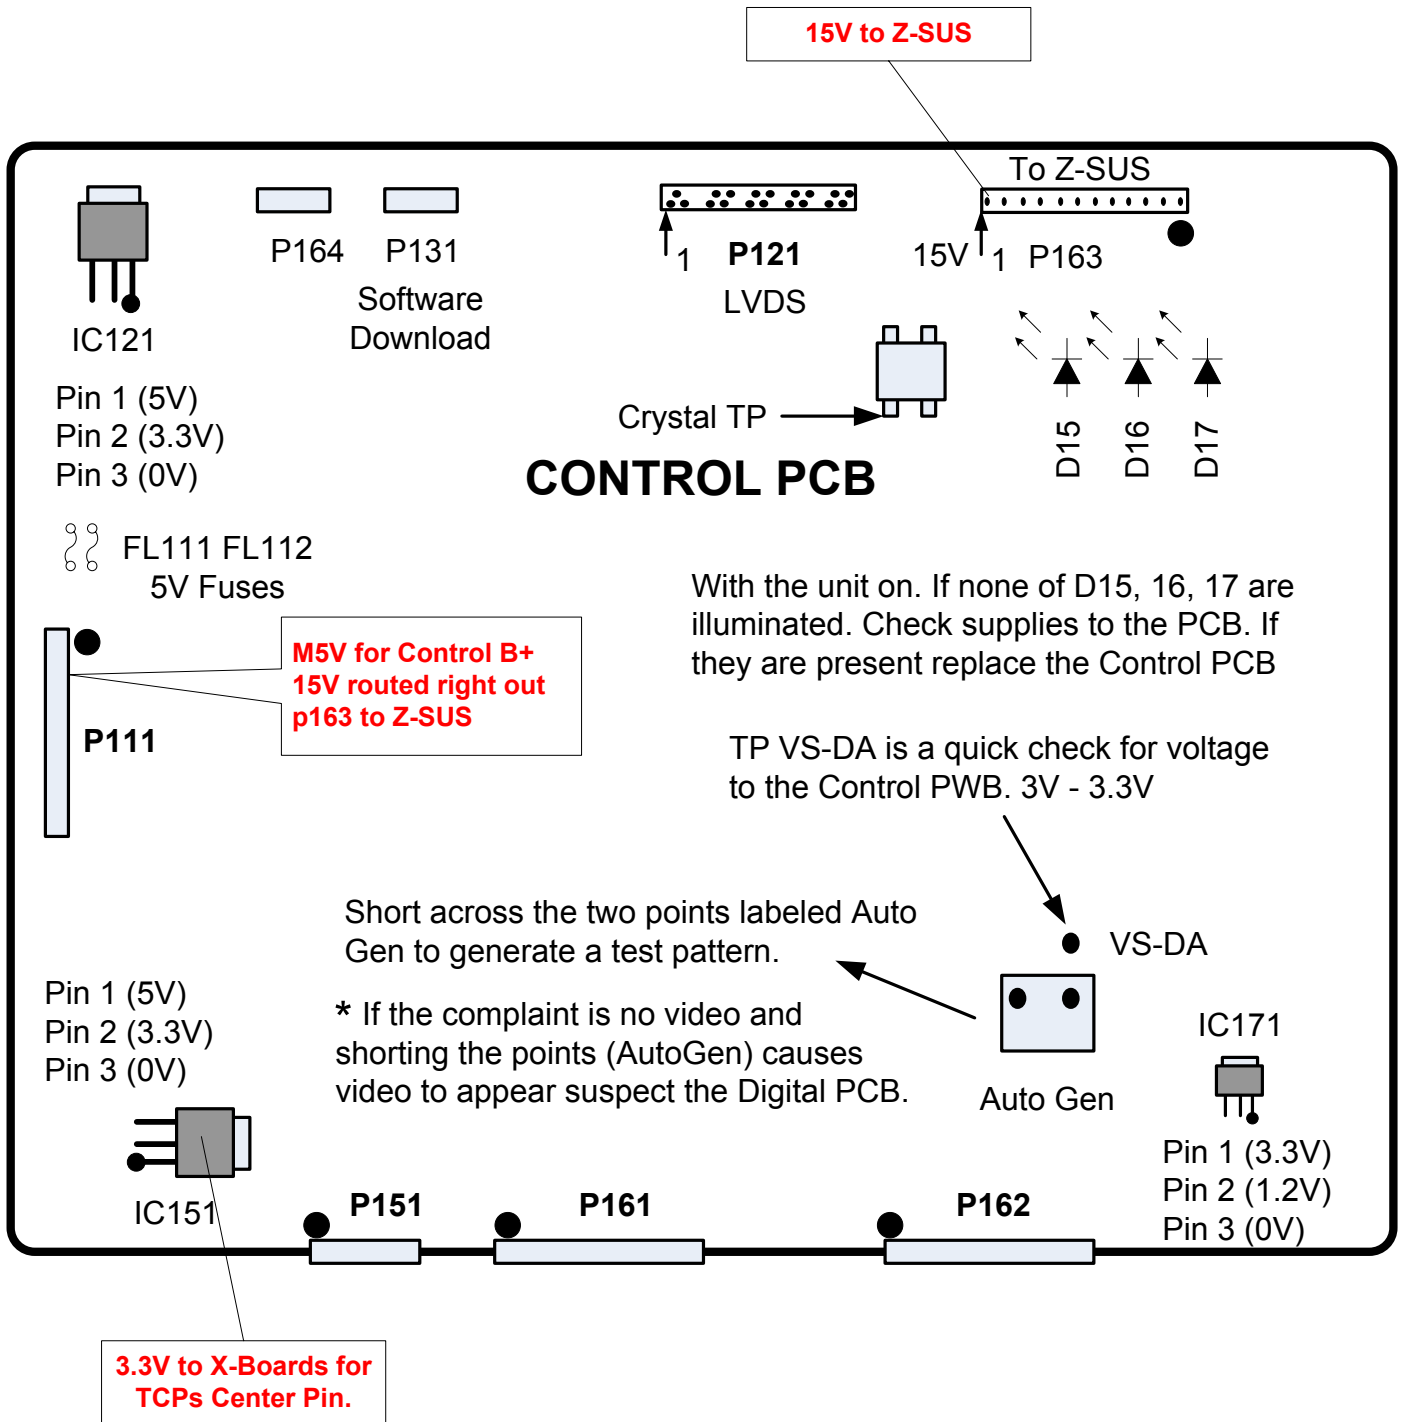 15V to Z-SUS
To Z-SUS
P164
P131
Software
Download
1
P121
LVDS
15V
1
P163
IC121
Pin 1 (5V)
Pin 2 (3.3V)
Pin 3 (0V)
Crystal TP
D15
D16
D17
CONTROL PCB
FL111 FL112
5V Fuses
With the unit on. If none of D15, 16, 17 are
illuminated. Check supplies to the PCB. If
they are present replace the Control PCB
M5V for Control B+
15V routed right out
p163 to Z-SUS
P111
TP VS-DA is a quick check for voltage
to the Control PWB. 3V - 3.3V
Short across the two points labeled Auto
Gen to generate a test pattern.
VS-DA
* If the complaint is no video and
shorting the points (AutoGen) causes
video to appear suspect the Digital PCB.
Auto Gen
Pin 1 (5V)
Pin 2 (3.3V)
Pin 3 (0V)
IC151
IC171
Pin 1 (3.3V)
Pin 2 (1.2V)
Pin 3 (0V)
P151
P161
P162
3.3V to X-Boards for
TCPs Center Pin.